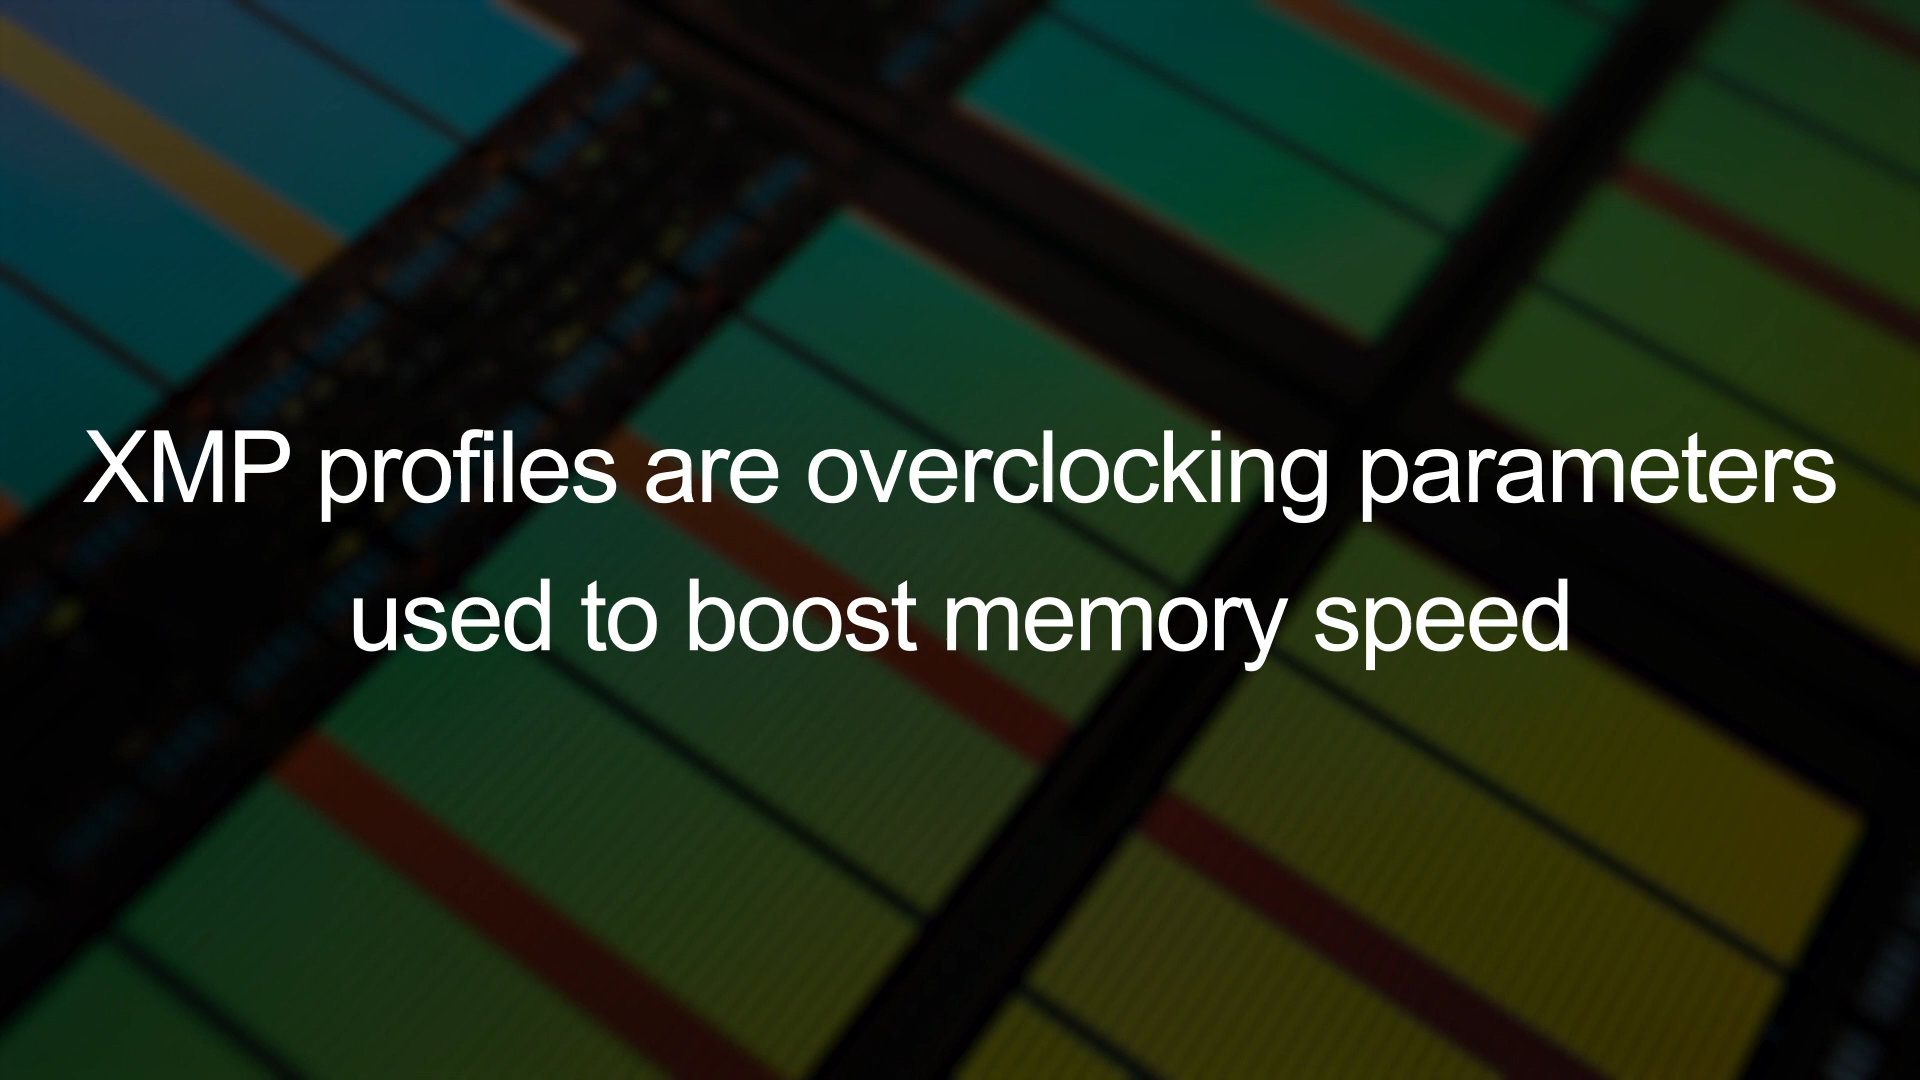 XMP profiles are overclocking parameters
used to boost memory speed